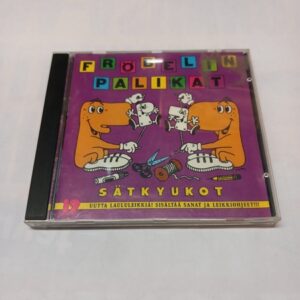 FRÖBELIN
PALIKAT
SÄTKYUKOT
UUTTA LAULULEIKKIÄ! SISÄLTÄÄ SANAT JA LEIKKIOHJEET!!!